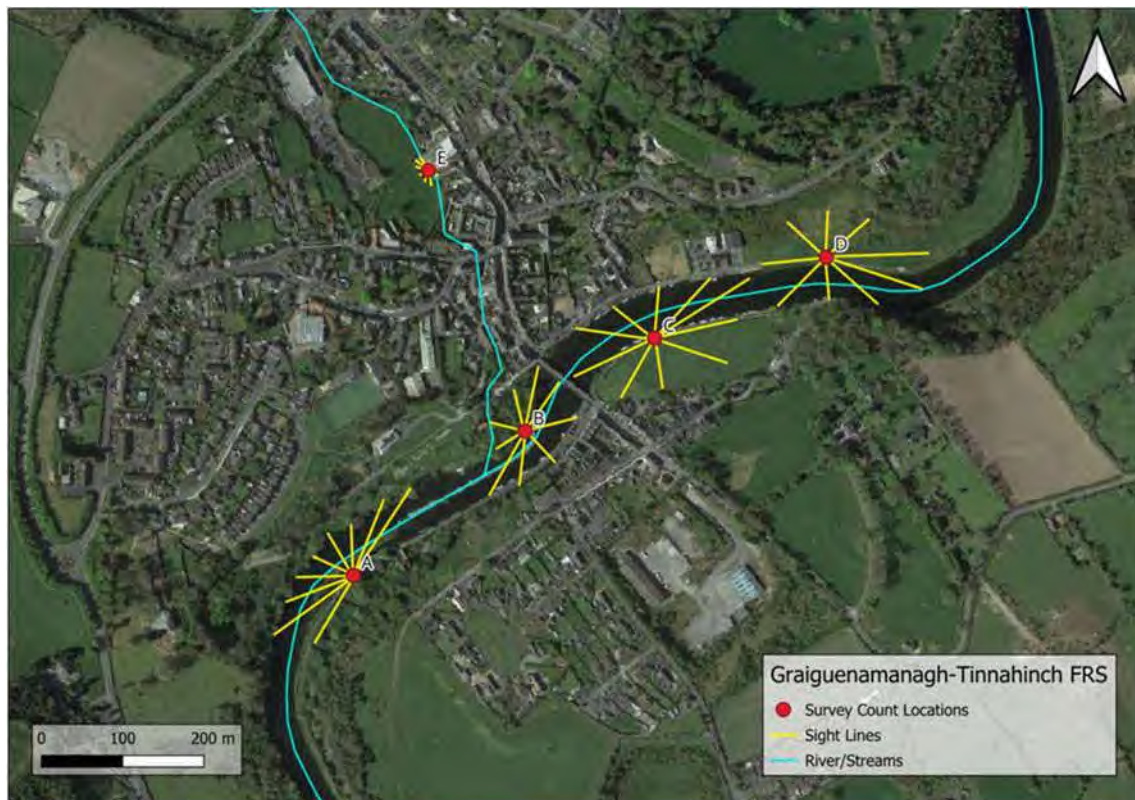 E
D
C
B
A
Graiguenamanagh-Tinnahinch FRS
Survey Count Locations
Sight Lines
River/Streams
0 100 200 m